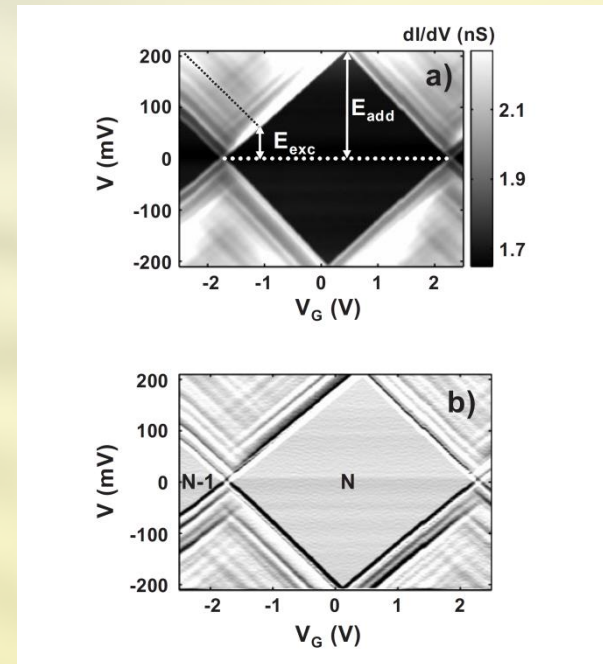 dI/dV (nS)
200
100
0
-100
-200
V (mV)
a)
E_add
E_exc
2.1
1.9
1.7
-2
-1
0
1
2
V_G (V)
200
100
0
-100
-200
V (mV)
b)
N-1
N
-2
-1
0
1
2
V_G (V)